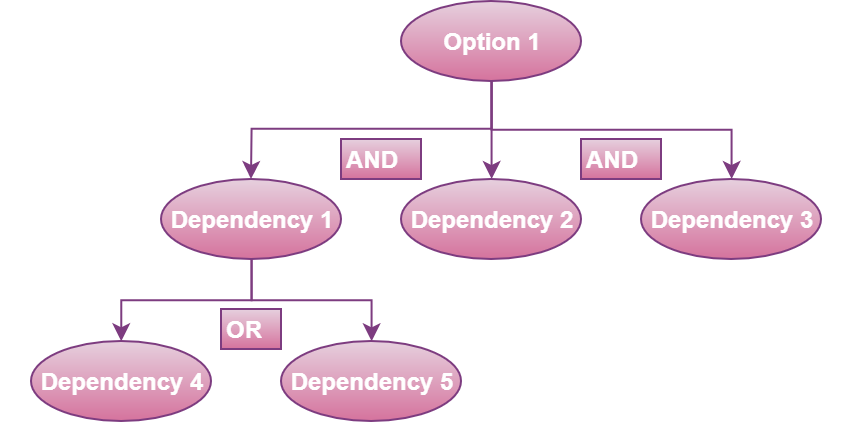 Option 1
AND
AND
Dependency 1
Dependency 2
Dependency 3
OR
Dependency 4
Dependency 5